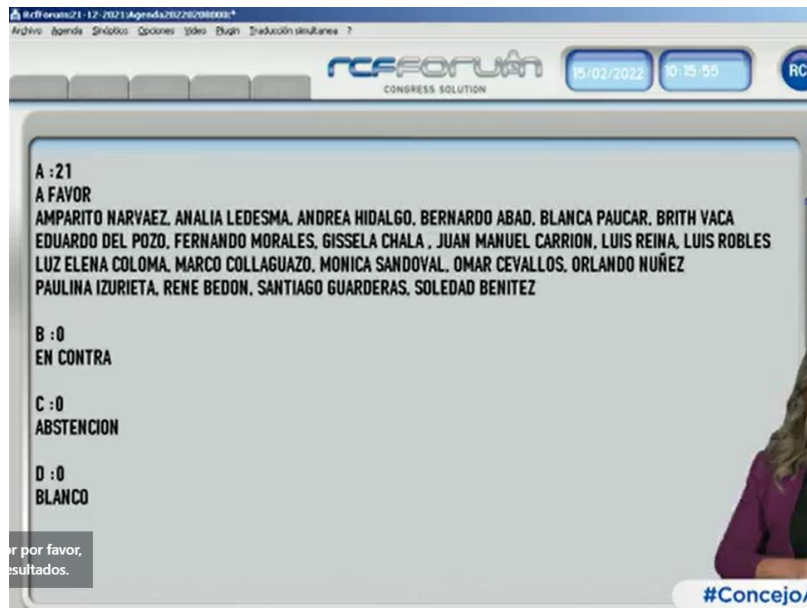 RcfForum:21-12-2021:Agenda20220208000:*
Archivo Agenda Sinóptico Opciones Video Plugin Traducción simultanea ?
rcfforum
CONGRESS SOLUTION
15/02/2022 10:15:55
RC
A :21
A FAVOR
AMPARITO NARVAEZ, ANALIA LEDESMA, ANDREA HIDALGO, BERNARDO ABAD, BLANCA PAUCAR, BRITH VACA
EDUARDO DEL POZO, FERNANDO MORALES, GISSELA CHALA , JUAN MANUEL CARRION, LUIS REINA, LUIS ROBLES
LUZ ELENA COLOMA, MARCO COLLAGUAZO, MONICA SANDOVAL, OMAR CEVALLOS, ORLANDO NUÑEZ
PAULINA IZURIETA, RENE BEDON, SANTIAGO GUARDERAS, SOLEDAD BENITEZ
B :0
EN CONTRA
C :0
ABSTENCION
D :0
BLANCO
or por favor,
esultados.
#Concejo